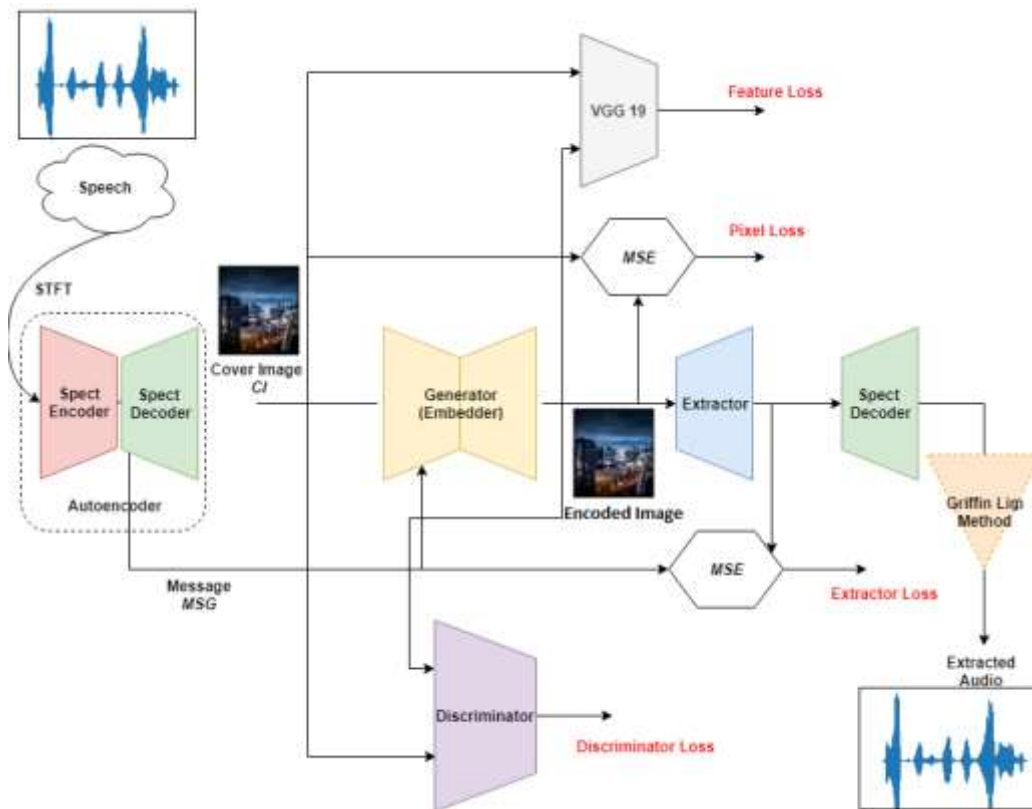 Speech
STFT
Spect
Encoder
Spect
Decoder
Autoencoder
Cover Image
CI
Message
MSG
Generator
(Embedder)
VGG 19
Feature Loss
MSE
Pixel Loss
Encoded Image
Extractor
Spect
Decoder
Griffin Lim
Method
MSE
Extractor Loss
Discriminator
Discriminator Loss
Extracted
Audio